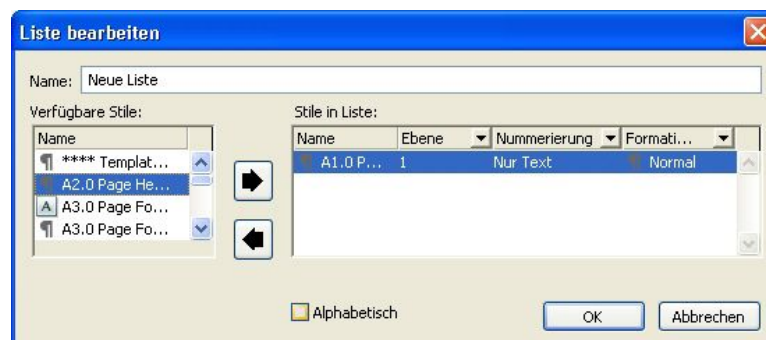 Liste bearbeiten
Name: Neue Liste
Verfügbare Stile:
Stile in Liste:
Name
Name Ebene Nummerierung Formati...
¶ **** Templat...
¶ A1.0 P... 1 Nur Text ¶ Normal
¶ A2.0 Page He...
A A3.0 Page Fo...
¶ A3.0 Page Fo...
Alphabetisch
OK
Abbrechen